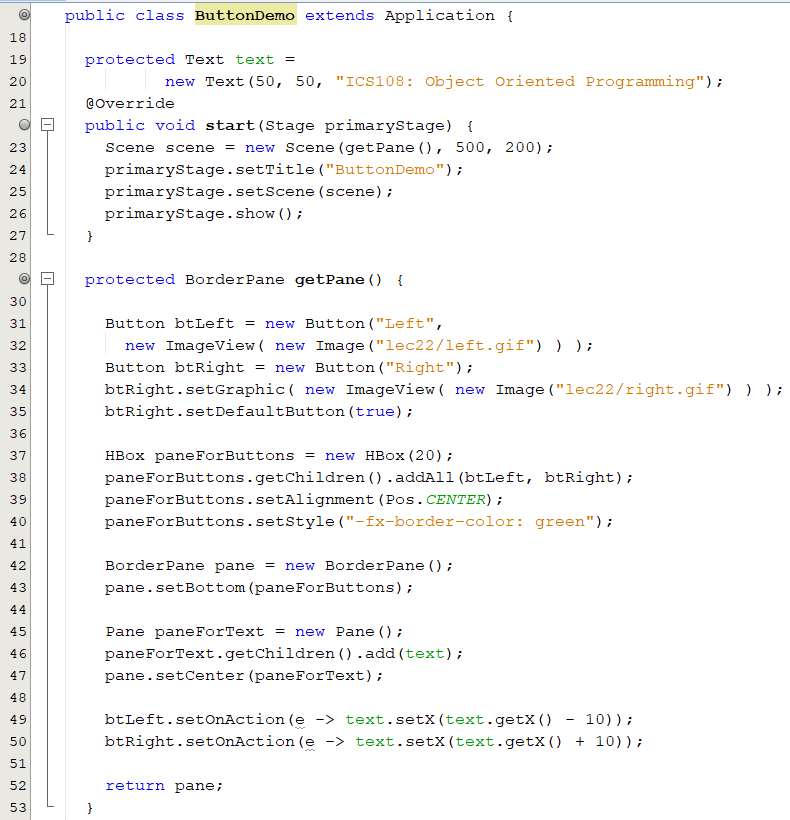 public class ButtonDemo extends Application {
18
19 protected Text text =
20 new Text(50, 50, "ICS108: Object Oriented Programming");
21 @Override
public void start(Stage primaryStage) {
23 Scene scene = new Scene(getPane(), 500, 200);
24 primaryStage.setTitle("ButtonDemo");
25 primaryStage.setScene(scene);
26 primaryStage.show();
27 }
28
protected BorderPane getPane() {
30
31 Button btLeft = new Button("Left",
32 new ImageView( new Image("lec22/left.gif") ) );
33 Button btRight = new Button("Right");
34 btRight.setGraphic( new ImageView( new Image("lec22/right.gif") ) );
35 btRight.setDefaultButton(true);
36
37 HBox paneForButtons = new HBox(20);
38 paneForButtons.getChildren().addAll(btLeft, btRight);
39 paneForButtons.setAlignment(Pos.CENTER);
40 paneForButtons.setStyle("-fx-border-color: green");
41
42 BorderPane pane = new BorderPane();
43 pane.setBottom(paneForButtons);
44
45 Pane paneForText = new Pane();
46 paneForText.getChildren().add(text);
47 pane.setCenter(paneForText);
48
49 btLeft.setOnAction(e -> text.setX(text.getX() - 10));
50 btRight.setOnAction(e -> text.setX(text.getX() + 10));
51
52 return pane;
53 }